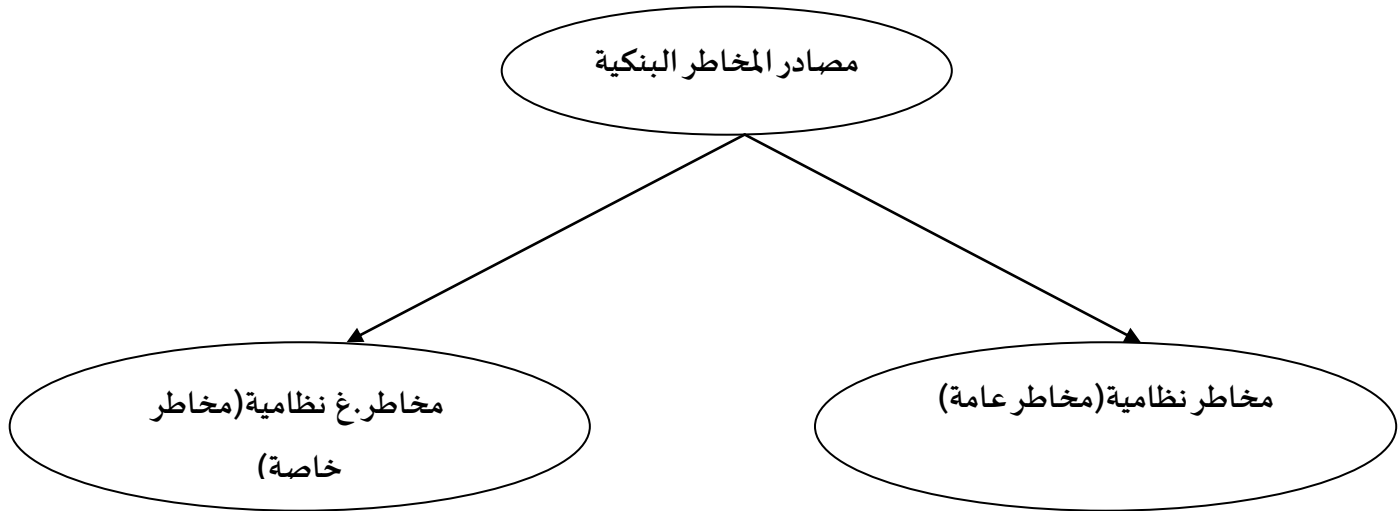 مصادر المخاطر البنكية
مخاطر نظامية(مخاطر عامة)
مخاطر.غ نظامية(مخاطر
خاصة)